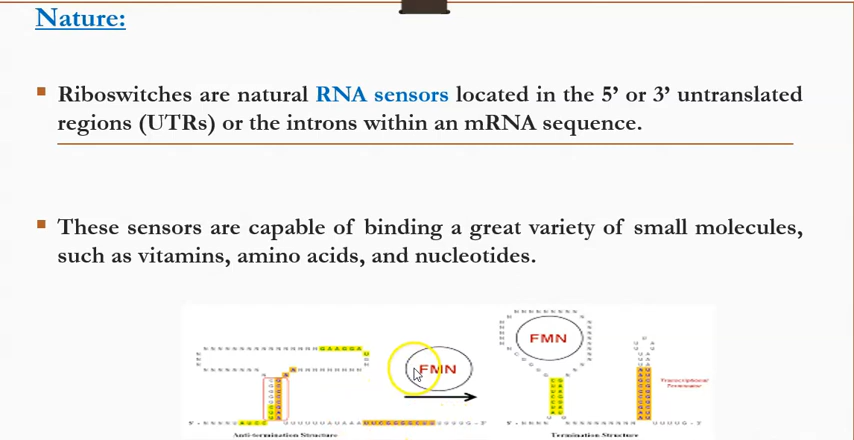 Nature:
Riboswitches are natural RNA sensors located in the 5’ or 3’ untranslated
regions (UTRs) or the introns within an mRNA sequence.
These sensors are capable of binding a great variety of small molecules,
such as vitamins, amino acids, and nucleotides.
FMN
FMN
Anti-termination Structure
Termination Structure